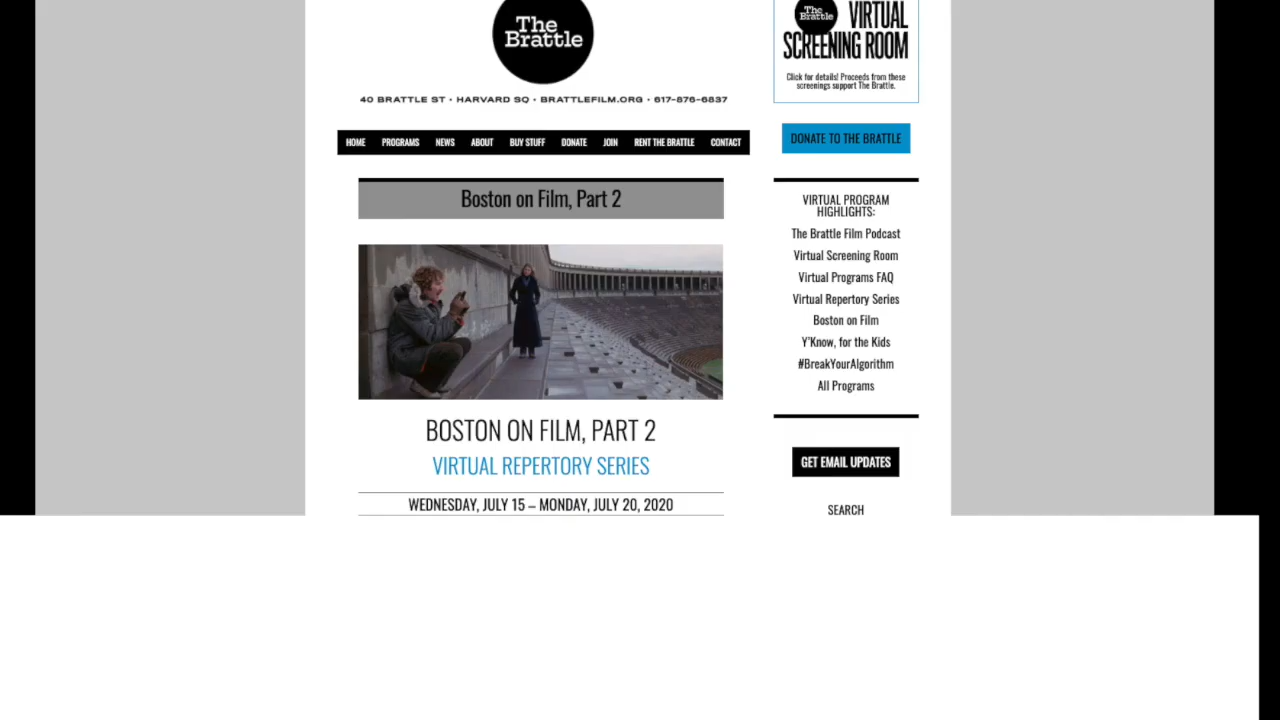 The
Brattle
40 BRATTLE ST • HARVARD SQ • BRATTLEFILM.ORG • 617-876-6837
HOME PROGRAMS NEWS ABOUT BUY STUFF DONATE JOIN RENT THE BRATTLE CONTACT
Boston on Film, Part 2
BOSTON ON FILM, PART 2
VIRTUAL REPERTORY SERIES
WEDNESDAY, JULY 15 – MONDAY, JULY 20, 2020
The
Brattle
VIRTUAL
SCREENING ROOM
Click for details! Proceeds from these
screenings support The Brattle.
DONATE TO THE BRATTLE
VIRTUAL PROGRAM
HIGHLIGHTS:
The Brattle Film Podcast
Virtual Screening Room
Virtual Programs FAQ
Virtual Repertory Series
Boston on Film
Y'Know, for the Kids
#BreakYourAlgorithm
All Programs
GET EMAIL UPDATES
SEARCH